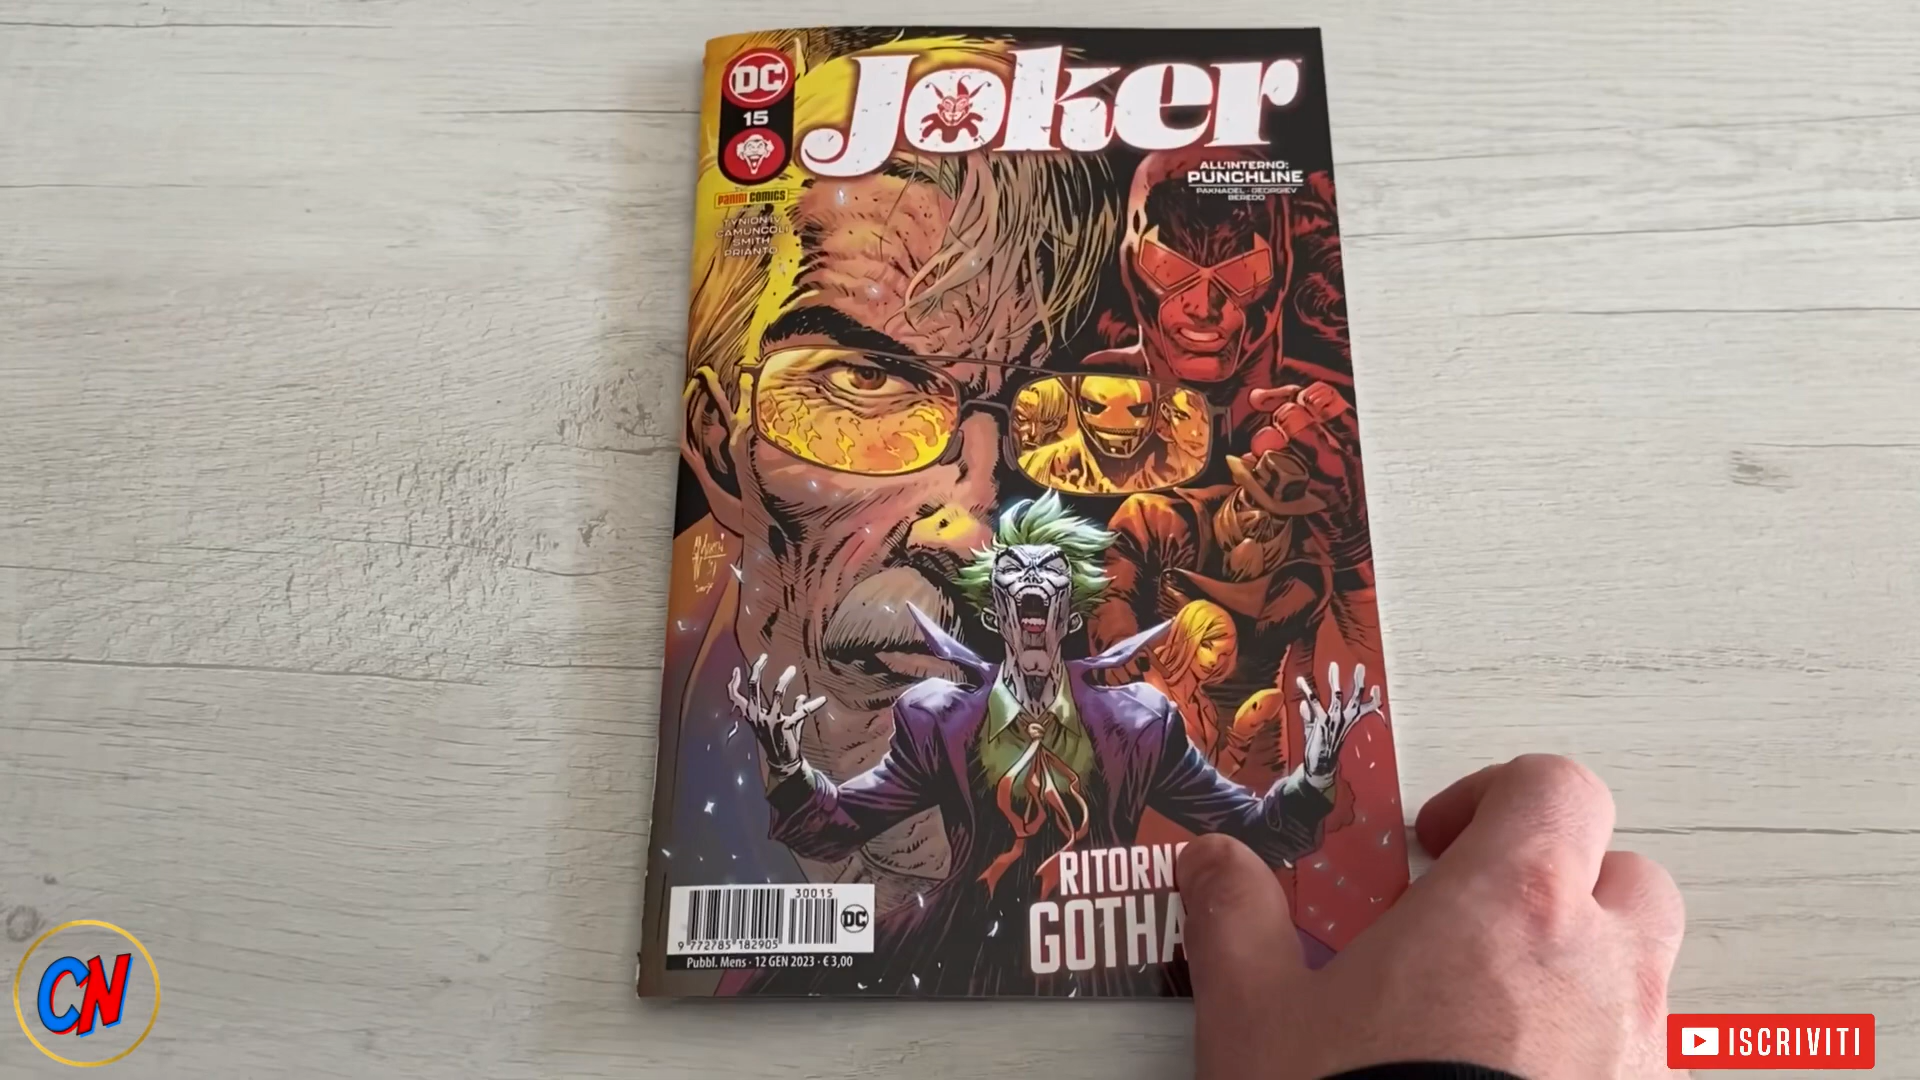 DC
Joker
15
ALL'INTERNO:
PUNCHLINE
PAKNADEL - GEORGIEV
BEREDO
PANINI COMICS
TYNION IV
CAMUNCOLI
SMITH
PRIANTO
RITORNO
GOTHA
30015
DC
9 772785 182905
Pubbl. Mens · 12 GEN 2023 · € 3,00
CN
ISCRIVITI